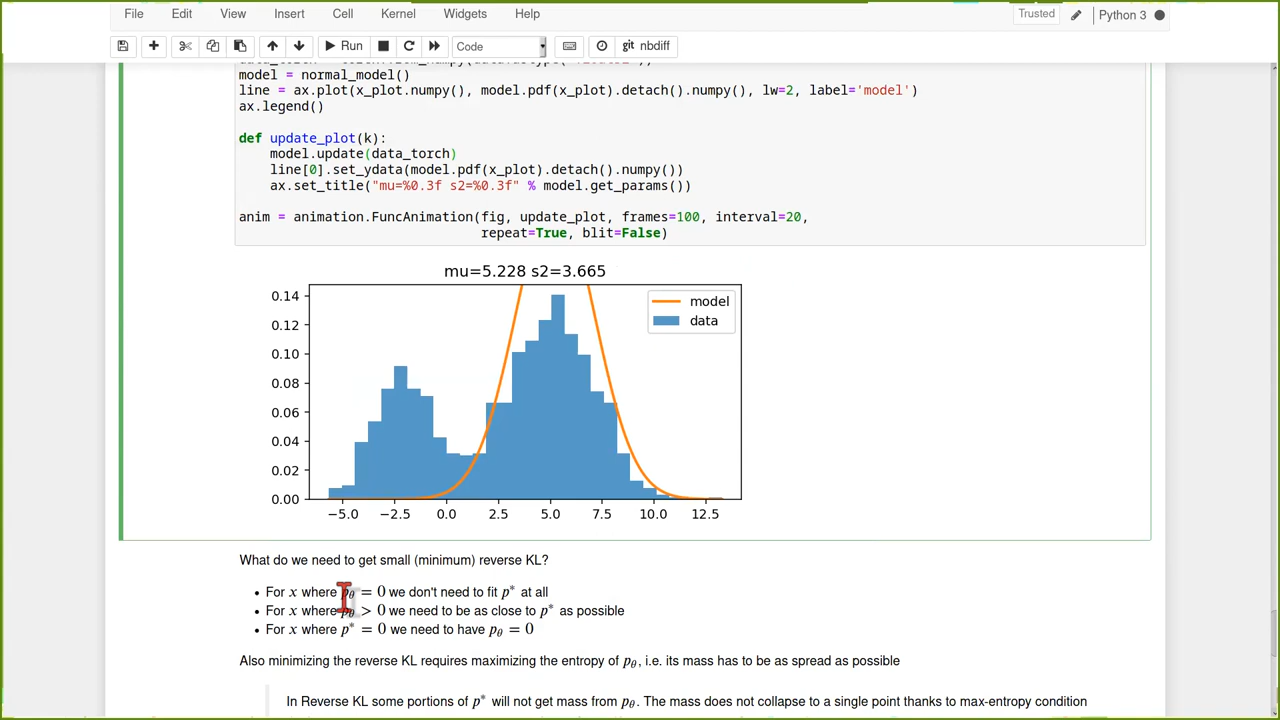 File Edit View Insert Cell Kernel Widgets Help Trusted Python 3
Run Code git nbdiff
model = normal_model()
line = ax.plot(x_plot.numpy(), model.pdf(x_plot).detach().numpy(), lw=2, label='model')
ax.legend()
def update_plot(k):
model.update(data_torch)
line[0].set_ydata(model.pdf(x_plot).detach().numpy())
ax.set_title("mu=%0.3f s2=%0.3f" % model.get_params())
anim = animation.FuncAnimation(fig, update_plot, frames=100, interval=20,
repeat=True, blit=False)
mu=5.228 s2=3.665
0.14
0.12
0.10
0.08
0.06
0.04
0.02
0.00
model
data
−5.0 −2.5 0.0 2.5 5.0 7.5 10.0 12.5
What do we need to get small (minimum) reverse KL?
• For x where pθ = 0 we don't need to fit p* at all
• For x where pθ > 0 we need to be as close to p* as possible
• For x where p* = 0 we need to have pθ = 0
Also minimizing the reverse KL requires maximizing the entropy of pθ, i.e. its mass has to be as spread as possible
In Reverse KL some portions of p* will not get mass from pθ. The mass does not collapse to a single point thanks to max-entropy condition